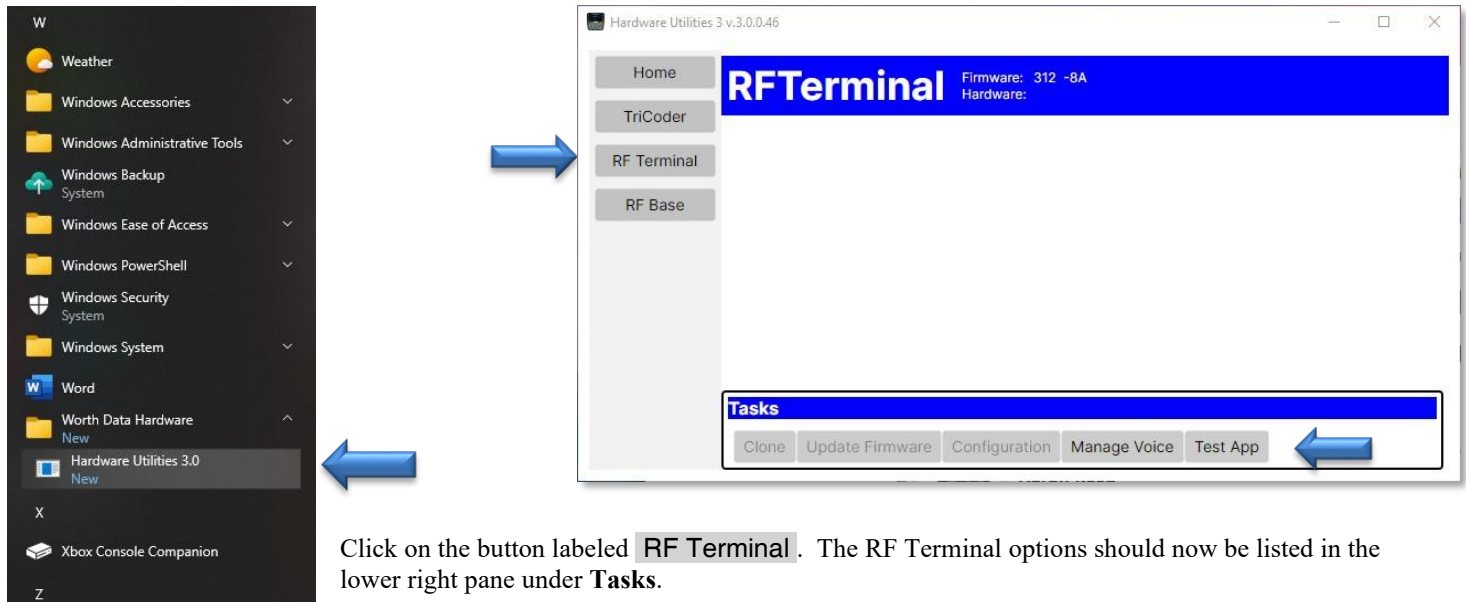 W
Weather
Windows Accessories
Windows Administrative Tools
Windows Backup
System
Windows Ease of Access
Windows PowerShell
Windows Security
System
Windows System
Word
Worth Data Hardware
New
Hardware Utilities 3.0
New
X
Xbox Console Companion
Z
Hardware Utilities 3 v.3.0.0.46
Home
TriCoder
RF Terminal
RF Base
RFTerminal
Firmware: 312 -8A
Hardware:
Tasks
Clone Update Firmware Configuration Manage Voice Test App
Click on the button labeled RF Terminal . The RF Terminal options should now be listed in the
lower right pane under Tasks.